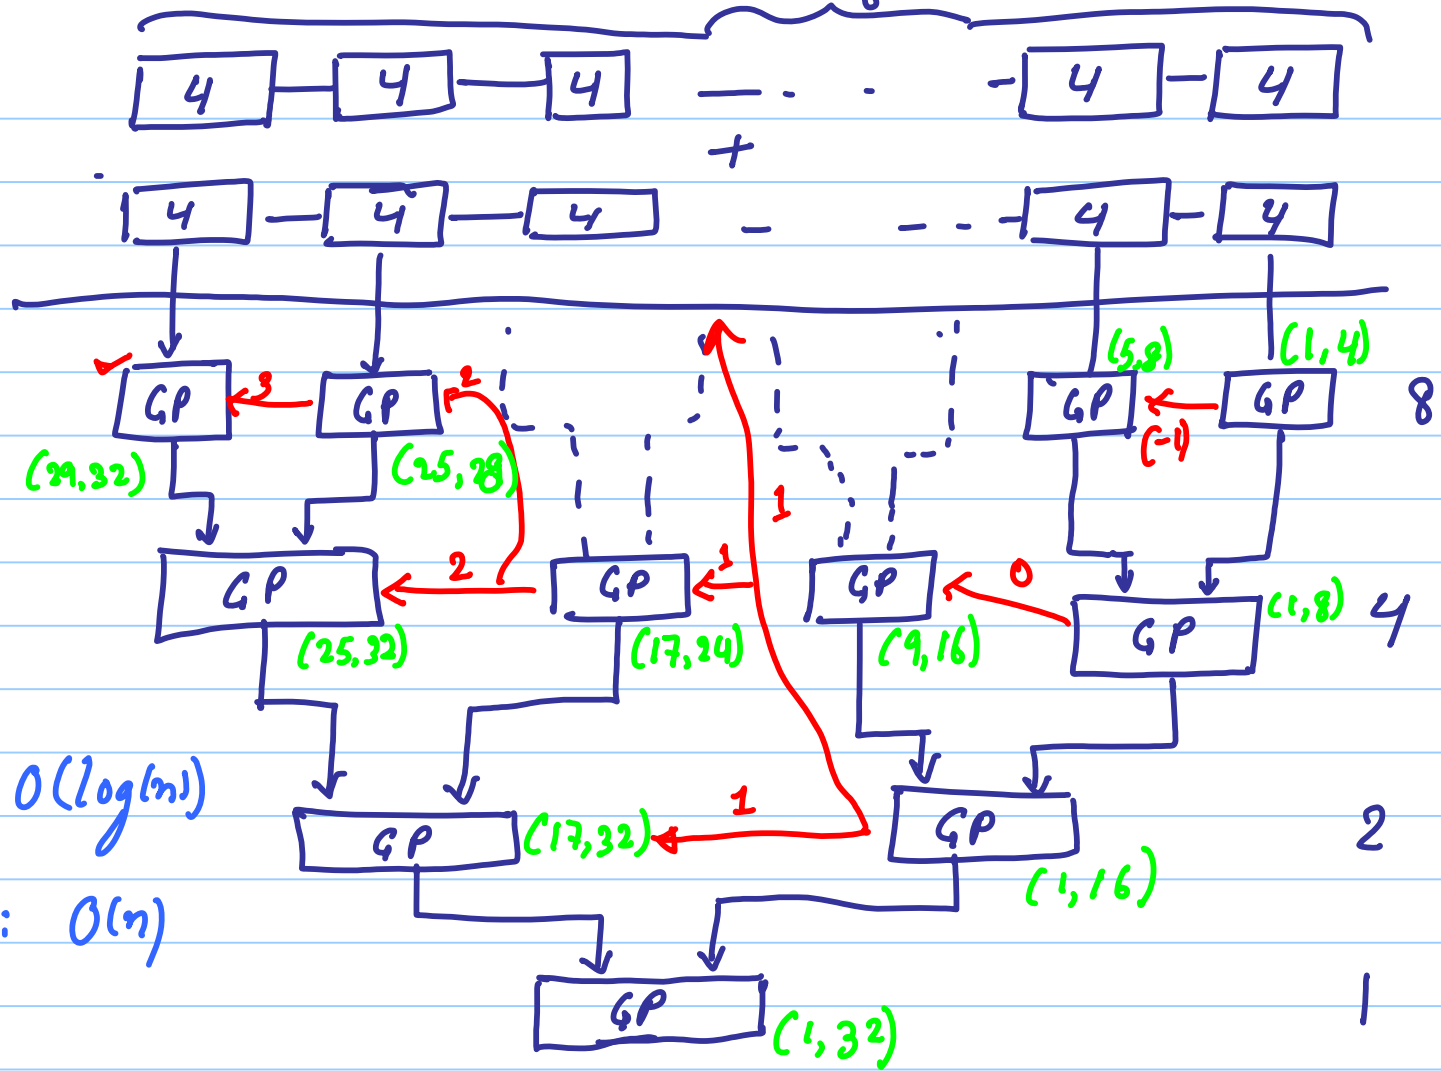 4 4 4 — - - 4 4
+
4 4 4 - - - 4 4
(5,8) (1,4)
GP 3 GP 2 GP GP 8
(-1)
(29,32) (25,28)
1
GP 2 GP 1 GP 0 GP (1,8) 4
(25,32) (17,24) (9,16)
O(log(n))
GP (17,32) 1 GP 2
(1,16)
: O(n)
GP 1
(1,32)